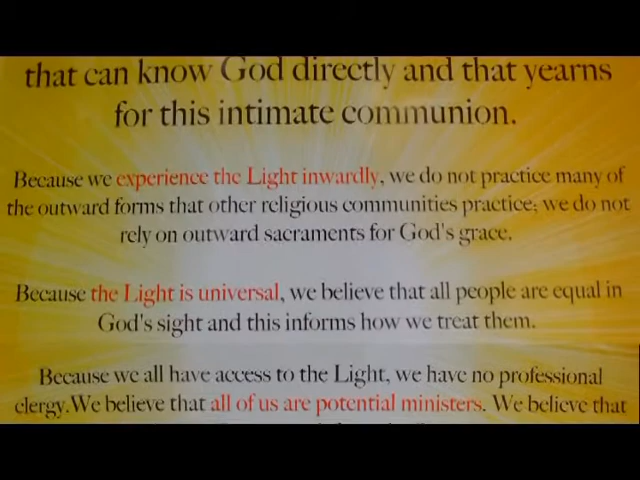 that can know God directly and that yearns
for this intimate communion.
Because we experience the Light inwardly, we do not practice many of
the outward forms that other religious communities practice; we do not
rely on outward sacraments for God's grace.
Because the Light is universal, we believe that all people are equal in
God's sight and this informs how we treat them.
Because we all have access to the Light, we have no professional
clergy.We believe that all of us are potential ministers. We believe that